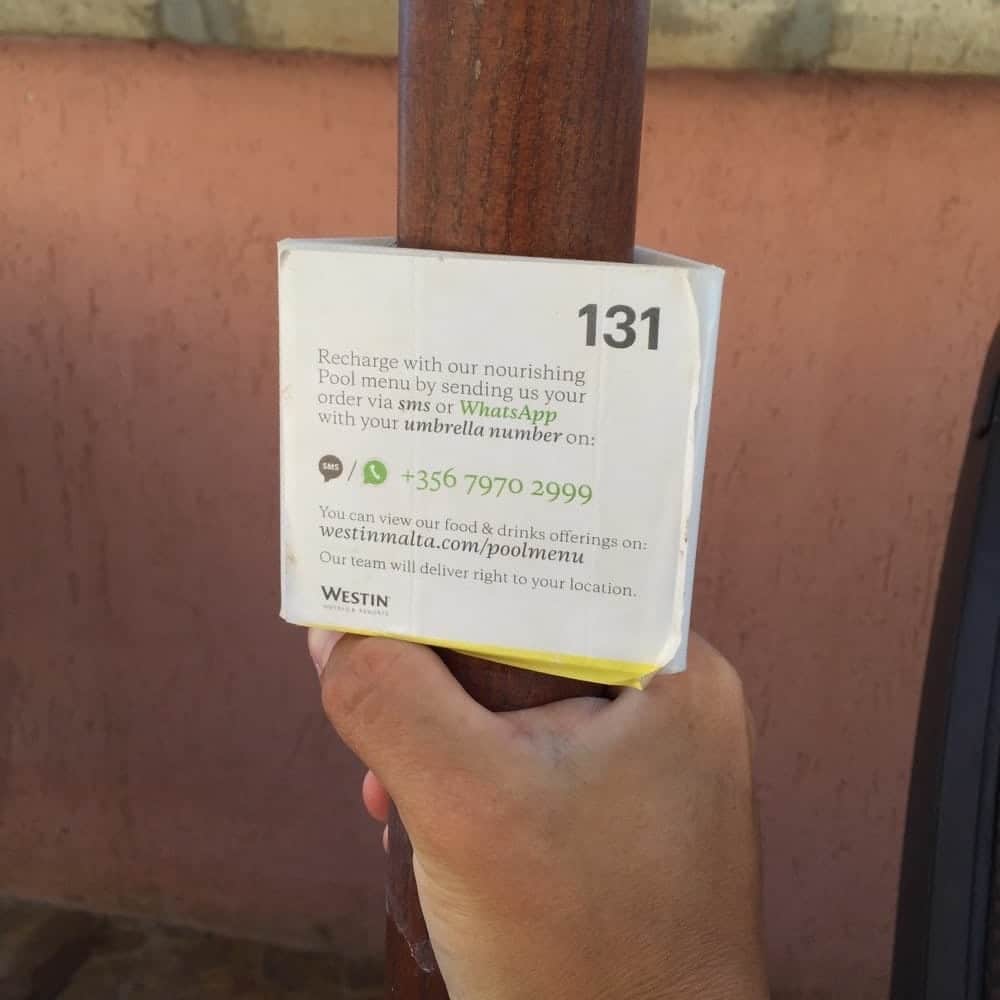 131
Recharge with our nourishing
Pool menu by sending us your
order via sms or WhatsApp
with your umbrella number on:
SMS / +356 7970 2999
You can view our food & drinks offerings on:
westinmalta.com/poolmenu
Our team will deliver right to your location.
WESTIN
HOTELS & RESORTS